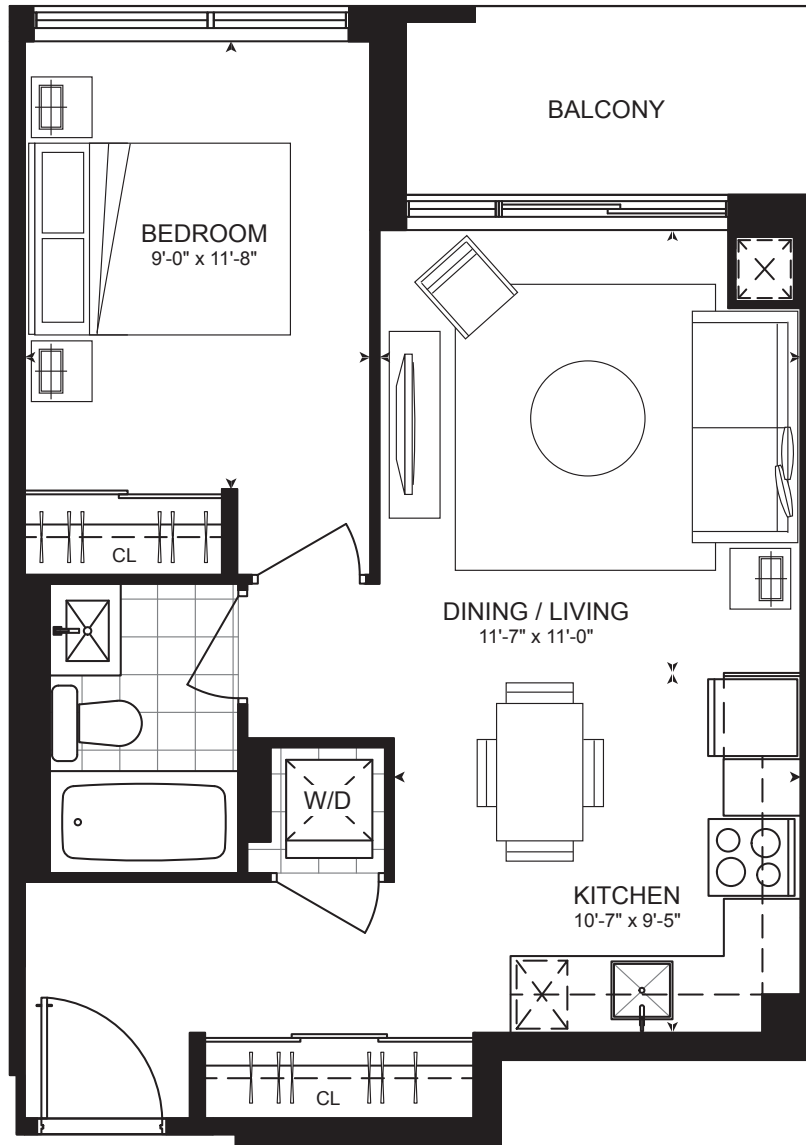 BALCONY
BEDROOM
9'-0" x 11'-8"
CL
DINING / LIVING
11'-7" x 11'-0"
W/D
KITCHEN
10'-7" x 9'-5"
CL